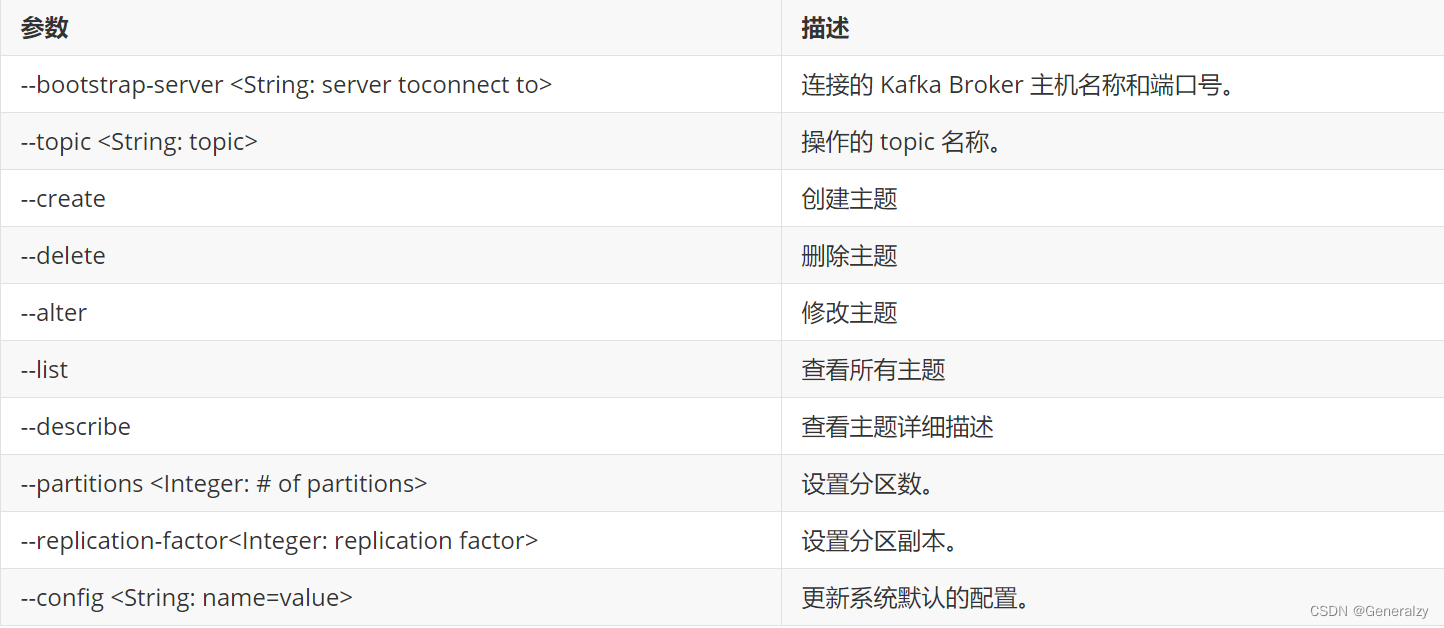 参数 描述
--bootstrap-server <String: server toconnect to> 连接的 Kafka Broker 主机名称和端口号。
--topic <String: topic> 操作的 topic 名称。
--create 创建主题
--delete 删除主题
--alter 修改主题
--list 查看所有主题
--describe 查看主题详细描述
--partitions <Integer: # of partitions> 设置分区数。
--replication-factor<Integer: replication factor> 设置分区副本。
--config <String: name=value> 更新系统默认的配置。
CSDN @Generalzy